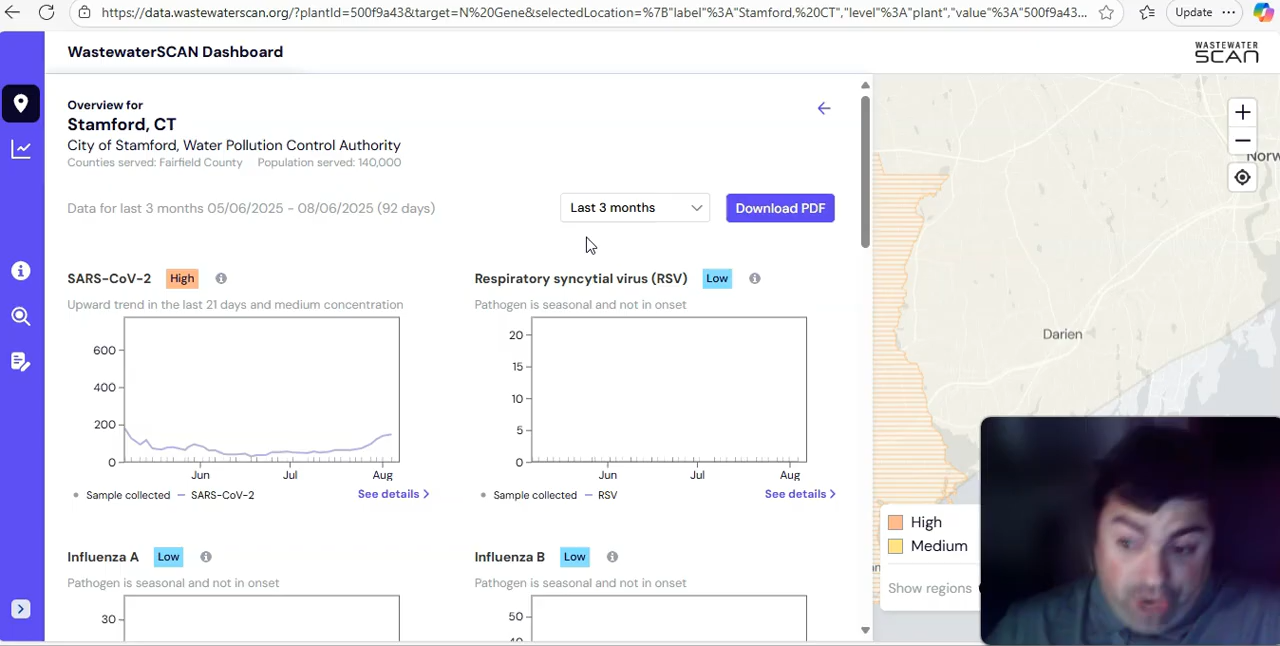 https://data.wastewaterscan.org/?plantId=500f9a43&target=N%20Gene&selectedLocation=%7B"label"%3A"Stamford,%20CT","level"%3A"plant","value"%3A"500f9a43...
Update
WastewaterSCAN Dashboard
WASTEWATER
SCAN
Overview for
Stamford, CT
City of Stamford, Water Pollution Control Authority
Counties served: Fairfield County Population served: 140,000
Data for last 3 months 05/06/2025 - 08/06/2025 (92 days)
Last 3 months
Download PDF
SARS-CoV-2 High
Upward trend in the last 21 days and medium concentration
600
400
200
0
Jun Jul Aug
Sample collected SARS-CoV-2
See details
Respiratory syncytial virus (RSV) Low
Pathogen is seasonal and not in onset
20
15
10
5
0
Jun Jul Aug
Sample collected RSV
See details
Influenza A Low
Pathogen is seasonal and not in onset
30
Influenza B Low
Pathogen is seasonal and not in onset
50
Norw
Darien
High
Medium
Show regions